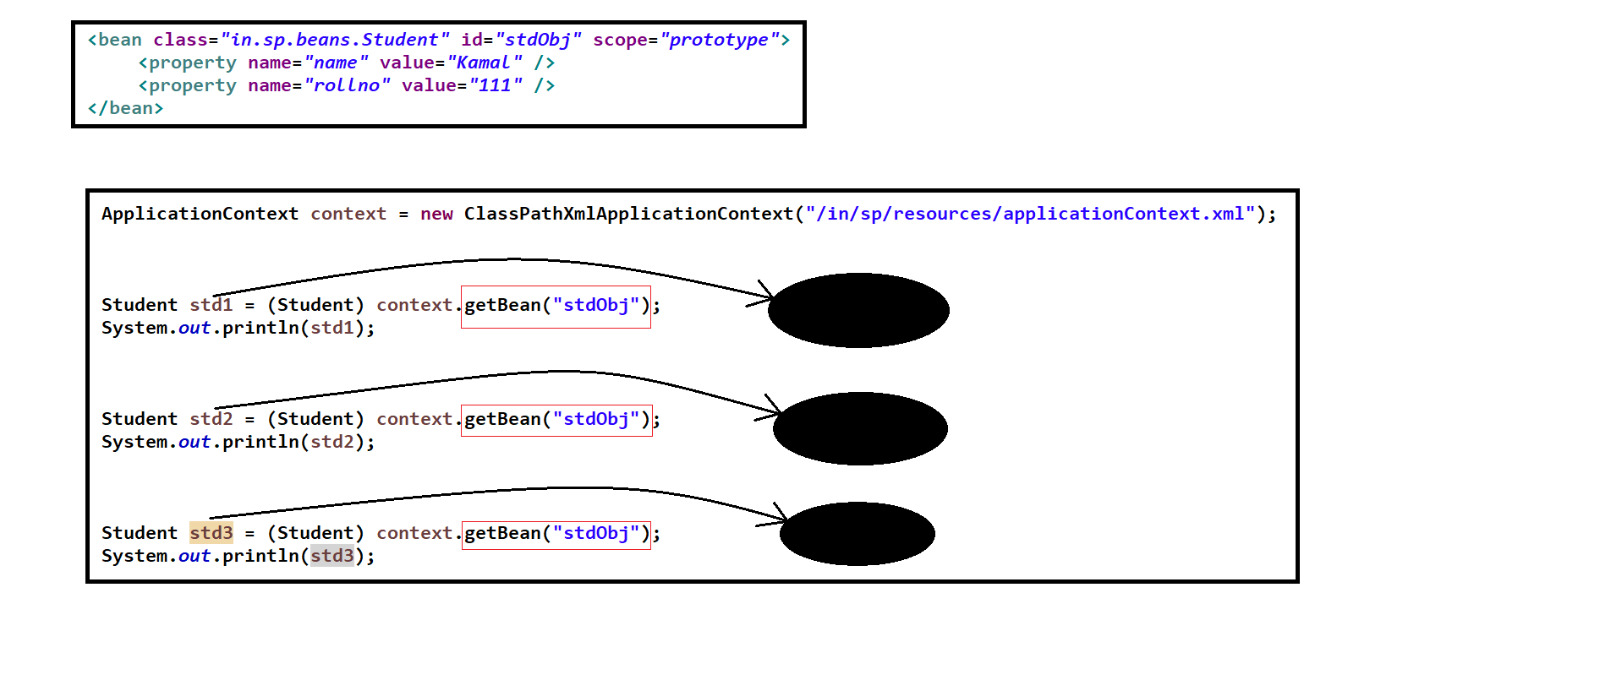 <bean class="in.sp.beans.Student" id="stdObj" scope="prototype">
<property name="name" value="Kamal" />
<property name="rollno" value="111" />
</bean>
ApplicationContext context = new ClassPathXmlApplicationContext("/in/sp/resources/applicationContext.xml");
Student std1 = (Student) context.getBean("stdObj");
System.out.println(std1);
Student std2 = (Student) context.getBean("stdObj");
System.out.println(std2);
Student std3 = (Student) context.getBean("stdObj");
System.out.println(std3);